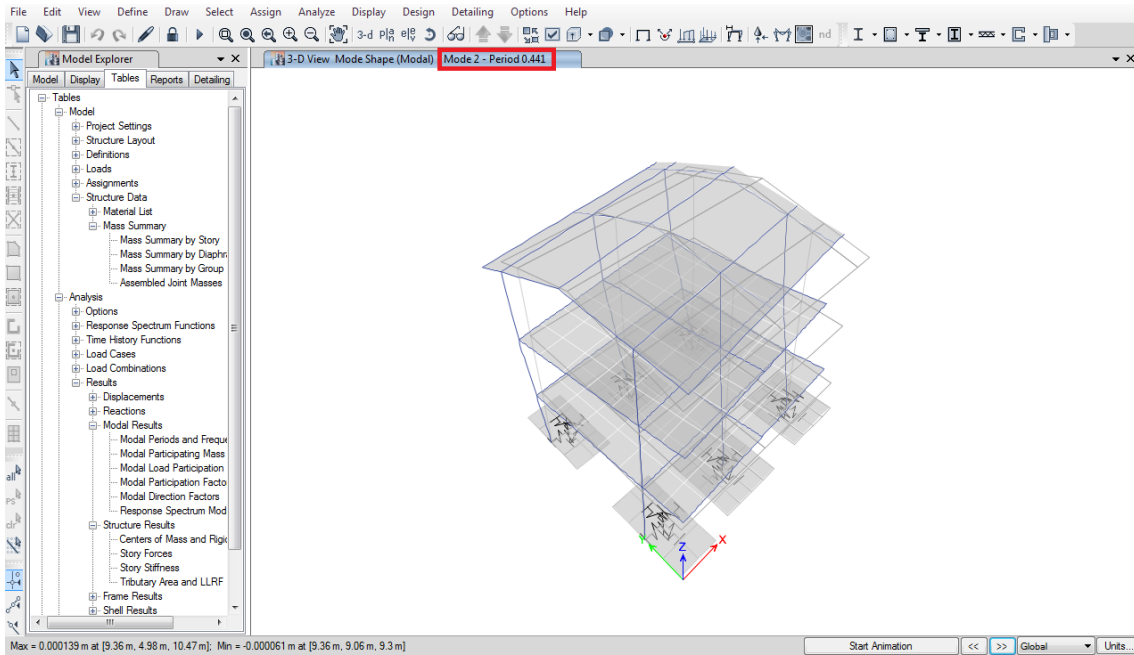 File Edit View Define Draw Select Assign Analyze Display Design Detailing Options Help
3-d
nd
Model Explorer
3-D View Mode Shape (Modal) Mode 2 - Period 0.441
Model Display Tables Reports Detailing
Tables
Model
Project Settings
Structure Layout
Definitions
Loads
Assignments
Structure Data
Material List
Mass Summary
Mass Summary by Story
Mass Summary by Diaphr
Mass Summary by Group
Assembled Joint Masses
Analysis
Options
Response Spectrum Functions
Time History Functions
Load Cases
Load Combinations
Results
Displacements
Reactions
Modal Results
Modal Periods and Freque
Modal Participating Mass
Modal Load Participation
Modal Participation Facto
Modal Direction Factors
Response Spectrum Mod
Structure Results
Centers of Mass and Rigid
Story Forces
Story Stiffness
Tributary Area and LLRF
Frame Results
Shell Results
all
ps
clr
Y Z X
Max = 0.000139 m at [9.36 m, 4.98 m, 10.47 m]; Min = -0.000061 m at [9.36 m, 9.06 m, 9.3 m] Start Animation << >> Global Units...